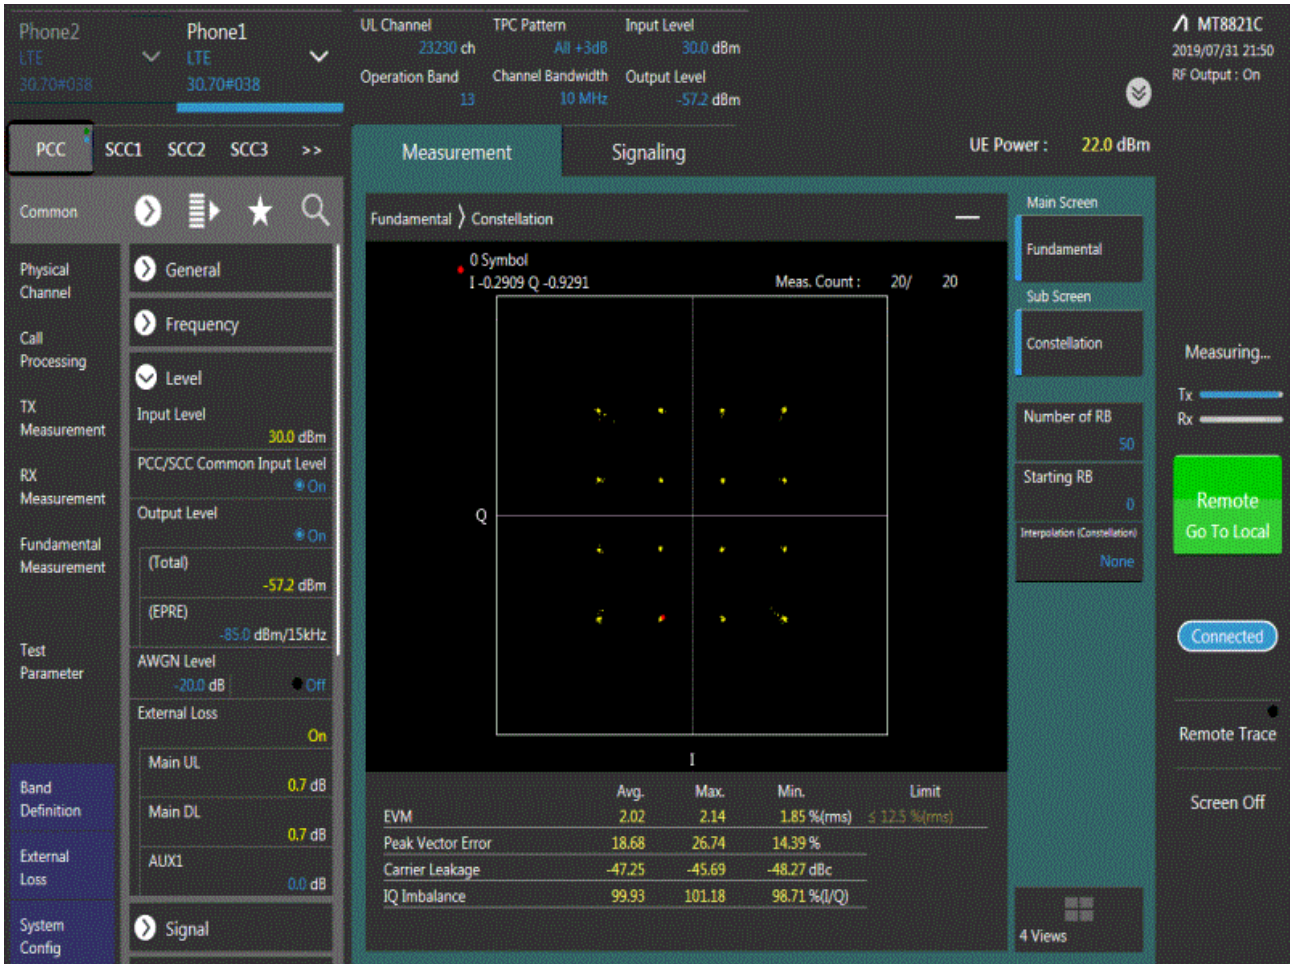 Phone2
LTE
30.70#038
Phone1
LTE
30.70#038
UL Channel
23230 ch
TPC Pattern
All +3dB
Input Level
30.0 dBm
Operation Band
13
Channel Bandwidth
10 MHz
Output Level
-57.2 dBm
MT8821C
2019/07/31 21:50
RF Output : On
PCC SCC1 SCC2 SCC3 >>
Measurement
Signaling
UE Power : 22.0 dBm
Common
Physical
Channel
Call
Processing
TX
Measurement
RX
Measurement
Fundamental
Measurement
Test
Parameter
Band
Definition
External
Loss
System
Config
General
Frequency
Level
Input Level
30.0 dBm
PCC/SCC Common Input Level
On
Output Level
On
(Total)
-57.2 dBm
(EPRE)
-85.0 dBm/15kHz
AWGN Level
-20.0 dB Off
External Loss
On
Main UL
0.7 dB
Main DL
0.7 dB
AUX1
0.0 dB
Signal
Fundamental 〉 Constellation
0 Symbol
I -0.2909 Q -0.9291
Meas. Count : 20/ 20
Q
I
Avg. Max. Min. Limit
EVM 2.02 2.14 1.85 %(rms) ≤ 12.5 %(rms)
Peak Vector Error 18.68 26.74 14.39 %
Carrier Leakage -47.25 -45.69 -48.27 dBc
IQ Imbalance 99.93 101.18 98.71 %(I/Q)
Main Screen
Fundamental
Sub Screen
Constellation
Number of RB
50
Starting RB
0
Interpolation (Constellation)
None
4 Views
Measuring...
Tx
Rx
Remote
Go To Local
Connected
Remote Trace
Screen Off